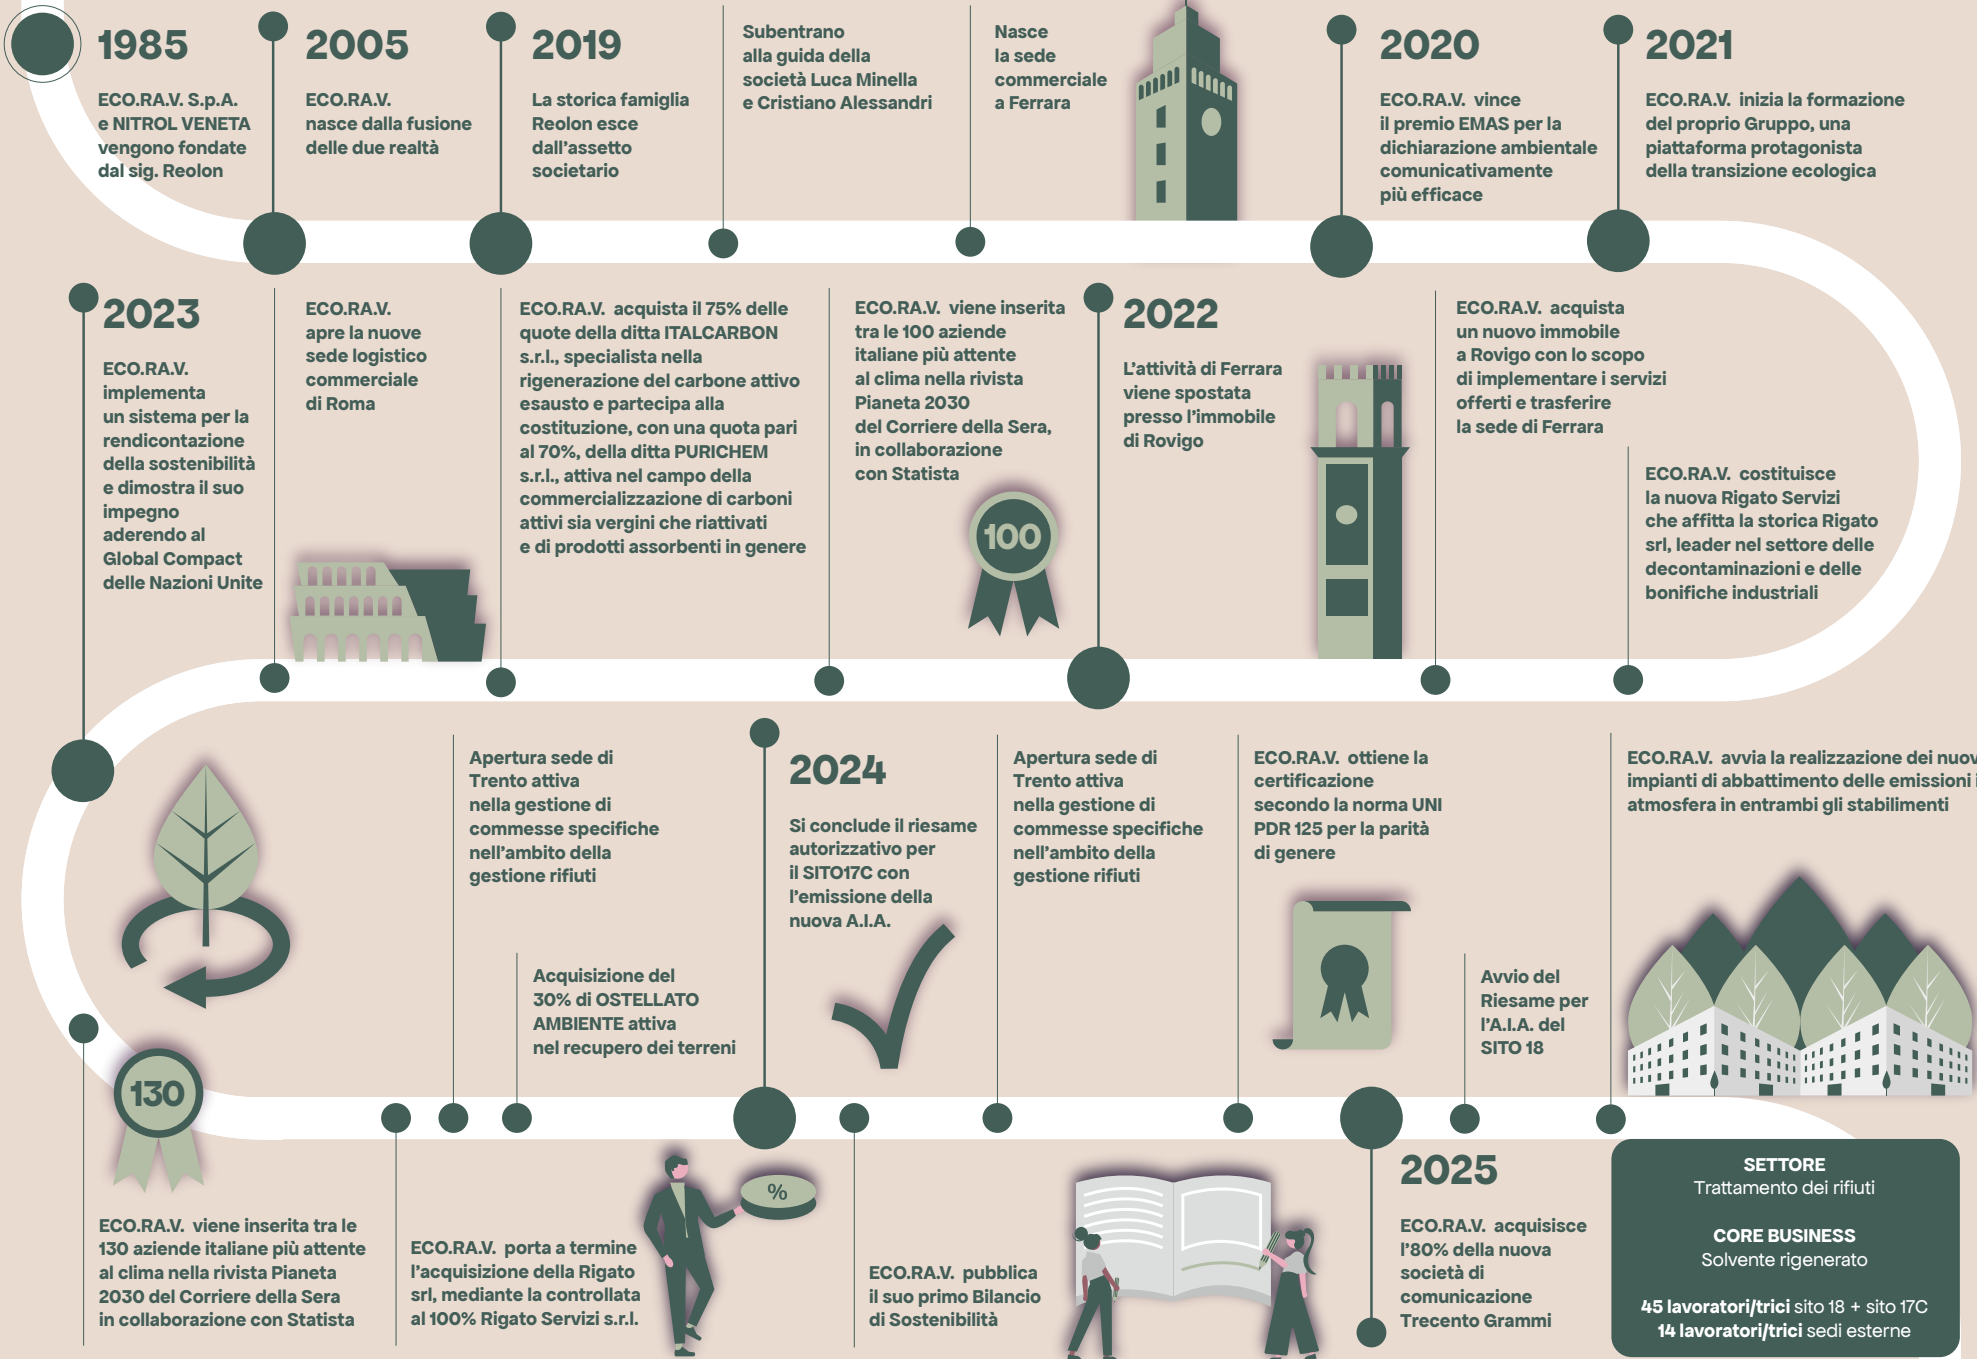 1985
ECO.RA.V. S.p.A.
e NITROL VENETA
vengono fondate
dal sig. Reolon
2005
ECO.RA.V.
nasce dalla fusione
delle due realtà
2019
La storica famiglia
Reolon esce
dall'assetto
societario
Subentrano
alla guida della
società Luca Minella
e Cristiano Alessandri
Nasce
la sede
commerciale
a Ferrara
2020
ECO.RA.V. vince
il premio EMAS per la
dichiarazione ambientale
comunicativamente
più efficace
2021
ECO.RA.V. inizia la formazione
del proprio Gruppo, una
piattaforma protagonista
della transizione ecologica
2023
ECO.RA.V.
implementa
un sistema per la
rendicontazione
della sostenibilità
e dimostra il suo
impegno
aderendo al
Global Compact
delle Nazioni Unite
ECO.RA.V.
apre la nuove
sede logistico
commerciale
di Roma
ECO.RA.V. acquista il 75% delle
quote della ditta ITALCARBON
s.r.l., specialista nella
rigenerazione del carbone attivo
esausto e partecipa alla
costituzione, con una quota pari
al 70%, della ditta PURICHEM
s.r.l., attiva nel campo della
commercializzazione di carboni
attivi sia vergini che riattivati
e di prodotti assorbenti in genere
ECO.RA.V. viene inserita
tra le 100 aziende
italiane più attente
al clima nella rivista
Pianeta 2030
del Corriere della Sera,
in collaborazione
con Statista
100
2022
L'attività di Ferrara
viene spostata
presso l'immobile
di Rovigo
ECO.RA.V. acquista
un nuovo immobile
a Rovigo con lo scopo
di implementare i servizi
offerti e trasferire
la sede di Ferrara
ECO.RA.V. costituisce
la nuova Rigato Servizi
che affitta la storica Rigato
srl, leader nel settore delle
decontaminazioni e delle
bonifiche industriali
Apertura sede di
Trento attiva
nella gestione di
commesse specifiche
nell'ambito della
gestione rifiuti
Acquisizione del
30% di OSTELLATO
AMBIENTE attiva
nel recupero dei terreni
2024
Si conclude il riesame
autorizzativo per
il SITO17C con
l'emissione della
nuova A.I.A.
Apertura sede di
Trento attiva
nella gestione di
commesse specifiche
nell'ambito della
gestione rifiuti
ECO.RA.V. ottiene la
certificazione
secondo la norma UNI
PDR 125 per la parità
di genere
Avvio del
Riesame per
l'A.I.A. del
SITO 18
ECO.RA.V. avvia la realizzazione dei
impianti di abbattimento delle emissioni
atmosfera in entrambi gli stabilimenti
130
ECO.RA.V. viene inserita tra le
130 aziende italiane più attente
al clima nella rivista Pianeta
2030 del Corriere della Sera
in collaborazione con Statista
ECO.RA.V. porta a termine
l'acquisizione della Rigato
srl, mediante la controllata
al 100% Rigato Servizi s.r.l.
%
ECO.RA.V. pubblica
il suo primo Bilancio
di Sostenibilità
2025
ECO.RA.V. acquisisce
l'80% della nuova
società di
comunicazione
Trecento Grammi
SETTORE
Trattamento dei rifiuti
CORE BUSINESS
Solvente rigenerato
45 lavoratori/trici sito 18 + sito 17C
14 lavoratori/trici sedi esterne